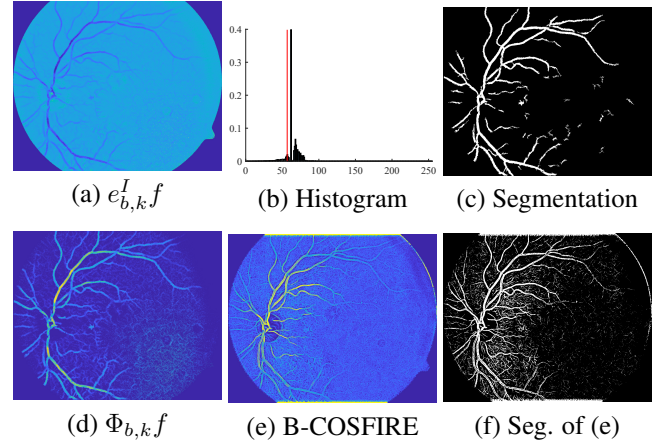 0.4
0.3
0.2
0.1
0
0 50 100 150 200 250
(a) e^I_{b,k} f
(b) Histogram
(c) Segmentation
(d) Φ_{b,k} f
(e) B-COSFIRE
(f) Seg. of (e)